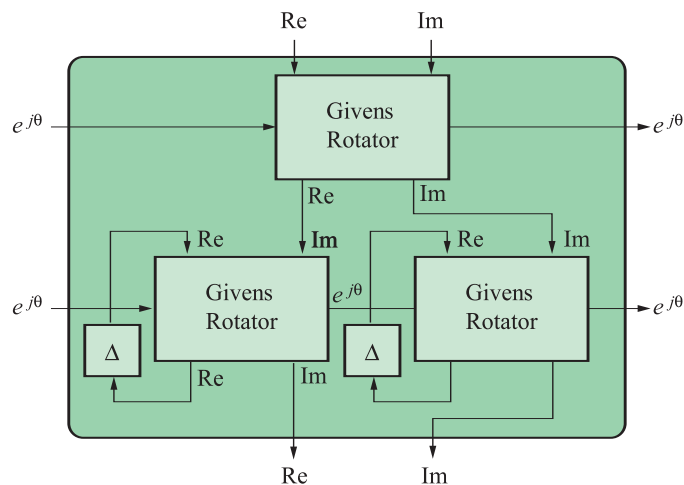 Re Im
Givens
Rotator
e^{jθ} e^{jθ}
Re Im
Re Im Re Im
Givens
Rotator
Givens
Rotator
e^{jθ} e^{jθ} e^{jθ}
Δ Δ
Re Im
Re Im